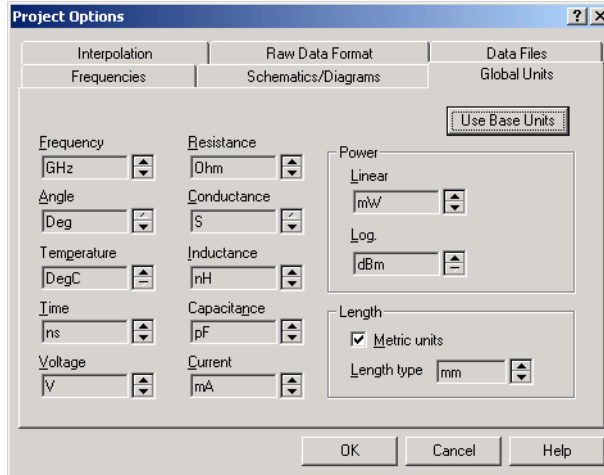 Project Options
Interpolation
Raw Data Format
Data Files
Frequencies
Schematics/Diagrams
Global Units
Use Base Units
Frequency
GHz
Angle
Deg
Temperature
DegC
Time
ns
Voltage
V
Resistance
Ohm
Conductance
S
Inductance
nH
Capacitance
pF
Current
mA
Power
Linear
mW
Log.
dBm
Length
Metric units
Length type
mm
OK
Cancel
Help